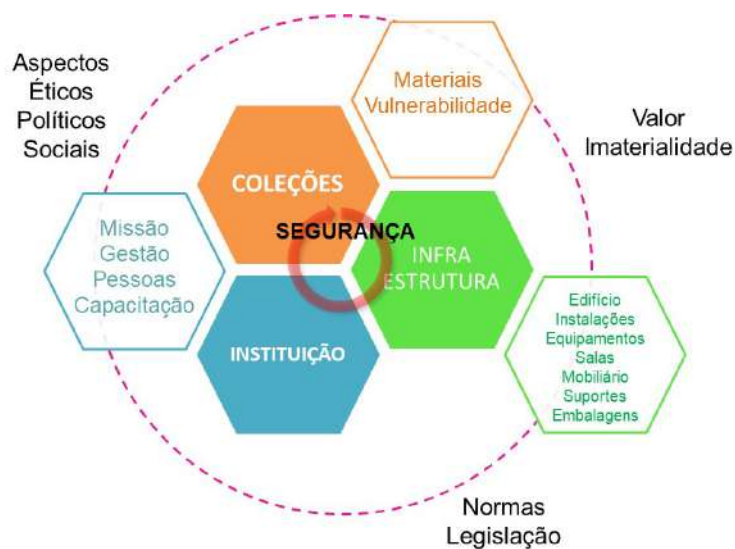 Aspectos
Éticos
Políticos
Sociais
Materiais
Vulnerabilidade
Valor
Imaterialidade
COLEÇÕES
SEGURANÇA
Missão
Gestão
Pessoas
Capacitação
INFRA
ESTRUTURA
INSTITUIÇÃO
Edifício
Instalações
Equipamentos
Salas
Mobiliário
Suportes
Embalagens
Normas
Legislação